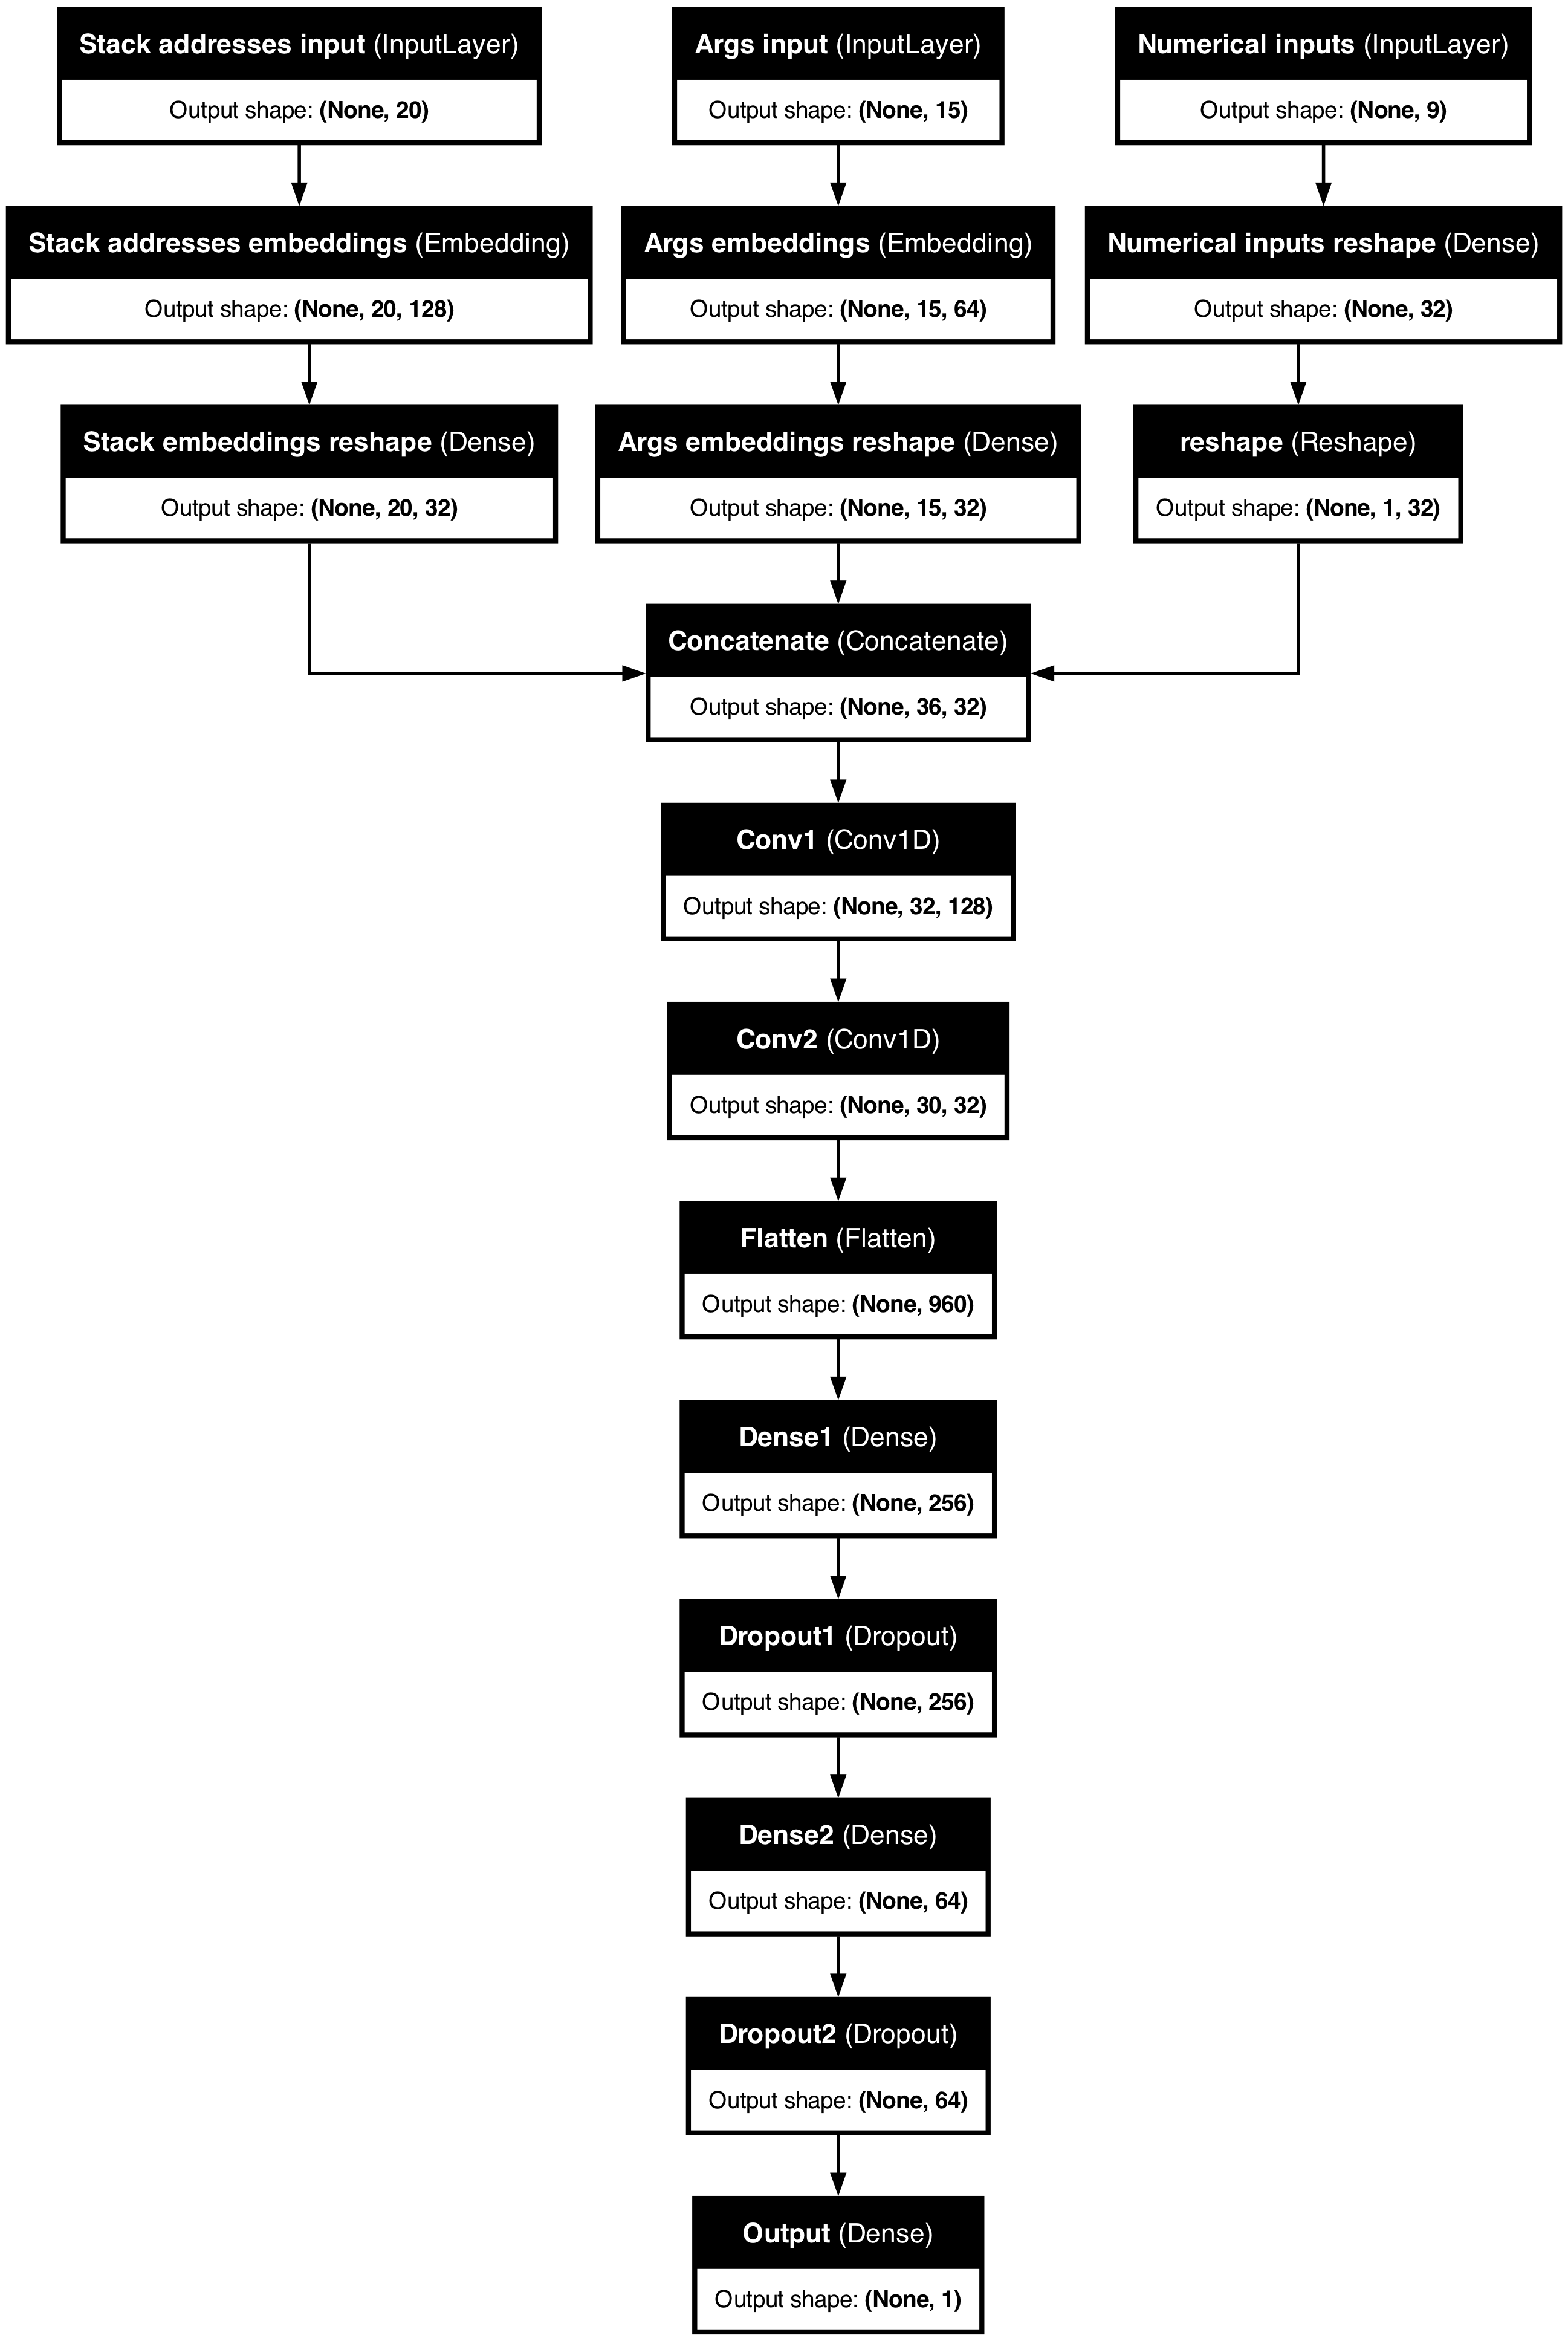 Stack addresses input (InputLayer)
Output shape: (None, 20)
Args input (InputLayer)
Output shape: (None, 15)
Numerical inputs (InputLayer)
Output shape: (None, 9)
Stack addresses embeddings (Embedding)
Output shape: (None, 20, 128)
Args embeddings (Embedding)
Output shape: (None, 15, 64)
Numerical inputs reshape (Dense)
Output shape: (None, 32)
Stack embeddings reshape (Dense)
Output shape: (None, 20, 32)
Args embeddings reshape (Dense)
Output shape: (None, 15, 32)
reshape (Reshape)
Output shape: (None, 1, 32)
Concatenate (Concatenate)
Output shape: (None, 36, 32)
Conv1 (Conv1D)
Output shape: (None, 32, 128)
Conv2 (Conv1D)
Output shape: (None, 30, 32)
Flatten (Flatten)
Output shape: (None, 960)
Dense1 (Dense)
Output shape: (None, 256)
Dropout1 (Dropout)
Output shape: (None, 256)
Dense2 (Dense)
Output shape: (None, 64)
Dropout2 (Dropout)
Output shape: (None, 64)
Output (Dense)
Output shape: (None, 1)